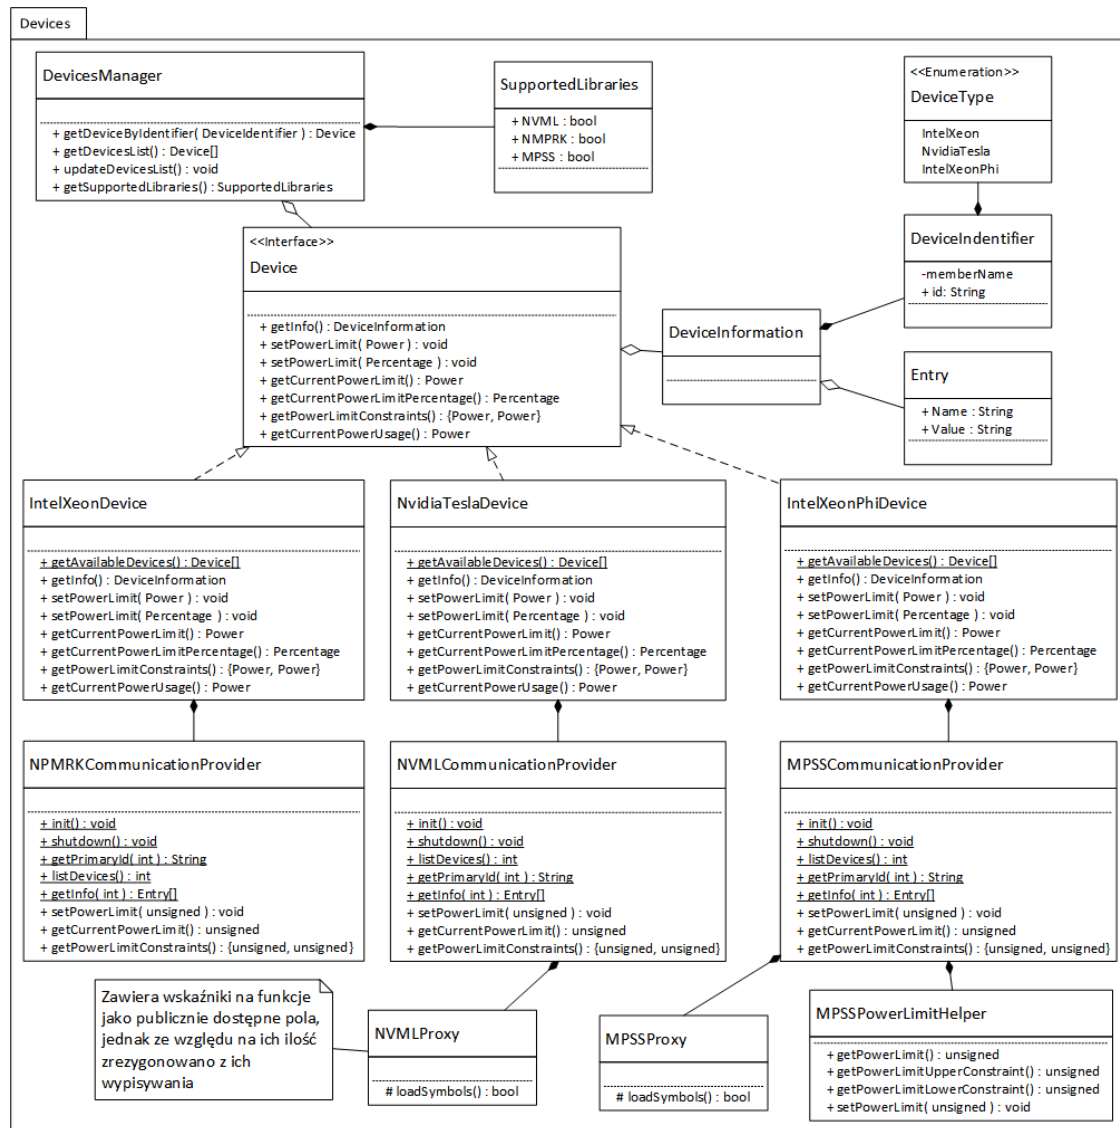 Devices
DevicesManager
+ getDeviceByIdentifier( DeviceIdentifier ) : Device
+ getDevicesList() : Device[]
+ updateDevicesList() : void
+ getSupportedLibraries() : SupportedLibraries
SupportedLibraries
+ NVML : bool
+ NMPRK : bool
+ MPSS : bool
<<Enumeration>>
DeviceType
IntelXeon
NvidiaTesla
IntelXeonPhi
<<Interface>>
Device
+ getInfo() : DeviceInformation
+ setPowerLimit( Power ) : void
+ setPowerLimit( Percentage ) : void
+ getCurrentPowerLimit() : Power
+ getCurrentPowerLimitPercentage() : Percentage
+ getPowerLimitConstraints() : {Power, Power}
+ getCurrentPowerUsage() : Power
DeviceInformation
DeviceIndentifier
-memberName
+ id: String
Entry
+ Name : String
+ Value : String
IntelXeonDevice
+ getAvailableDevices() : Device[]
+ getInfo() : DeviceInformation
+ setPowerLimit( Power ) : void
+ setPowerLimit( Percentage ) : void
+ getCurrentPowerLimit() : Power
+ getCurrentPowerLimitPercentage() : Percentage
+ getPowerLimitConstraints() : {Power, Power}
+ getCurrentPowerUsage() : Power
NvidiaTeslaDevice
+ getAvailableDevices() : Device[]
+ getInfo() : DeviceInformation
+ setPowerLimit( Power ) : void
+ setPowerLimit( Percentage ) : void
+ getCurrentPowerLimit() : Power
+ getCurrentPowerLimitPercentage() : Percentage
+ getPowerLimitConstraints() : {Power, Power}
+ getCurrentPowerUsage() : Power
IntelXeonPhiDevice
+ getAvailableDevices() : Device[]
+ getInfo() : DeviceInformation
+ setPowerLimit( Power ) : void
+ setPowerLimit( Percentage ) : void
+ getCurrentPowerLimit() : Power
+ getCurrentPowerLimitPercentage() : Percentage
+ getPowerLimitConstraints() : {Power, Power}
+ getCurrentPowerUsage() : Power
NPMRKCommunicationProvider
+ init() : void
+ shutdown() : void
+ getPrimaryId( int ) : String
+ listDevices() : int
+ getInfo( int ) : Entry[]
+ setPowerLimit( unsigned ) : void
+ getCurrentPowerLimit() : unsigned
+ getPowerLimitConstraints() : {unsigned, unsigned}
NVMLCommunicationProvider
+ init() : void
+ shutdown() : void
+ listDevices() : int
+ getPrimaryId( int ) : String
+ getInfo( int ) : Entry[]
+ setPowerLimit( unsigned ) : void
+ getCurrentPowerLimit() : unsigned
+ getPowerLimitConstraints() : {unsigned, unsigned}
MPSSCommunicationProvider
+ init() : void
+ shutdown() : void
+ listDevices() : int
+ getPrimaryId( int ) : String
+ getInfo( int ) : Entry[]
+ setPowerLimit( unsigned ) : void
+ getCurrentPowerLimit() : unsigned
+ getPowerLimitConstraints() : {unsigned, unsigned}
Zawiera wskaźniki na funkcje
jako publicznie dostępne pola,
jednak ze względu na ich ilość
zrezygowano z ich
wypisywania
NVMLProxy
# loadSymbols() : bool
MPSSProxy
# loadSymbols() : bool
MPSSPowerLimitHelper
+ getPowerLimit() : unsigned
+ getPowerLimitUpperConstraint() : unsigned
+ getPowerLimitLowerConstraint() : unsigned
+ setPowerLimit( unsigned ) : void